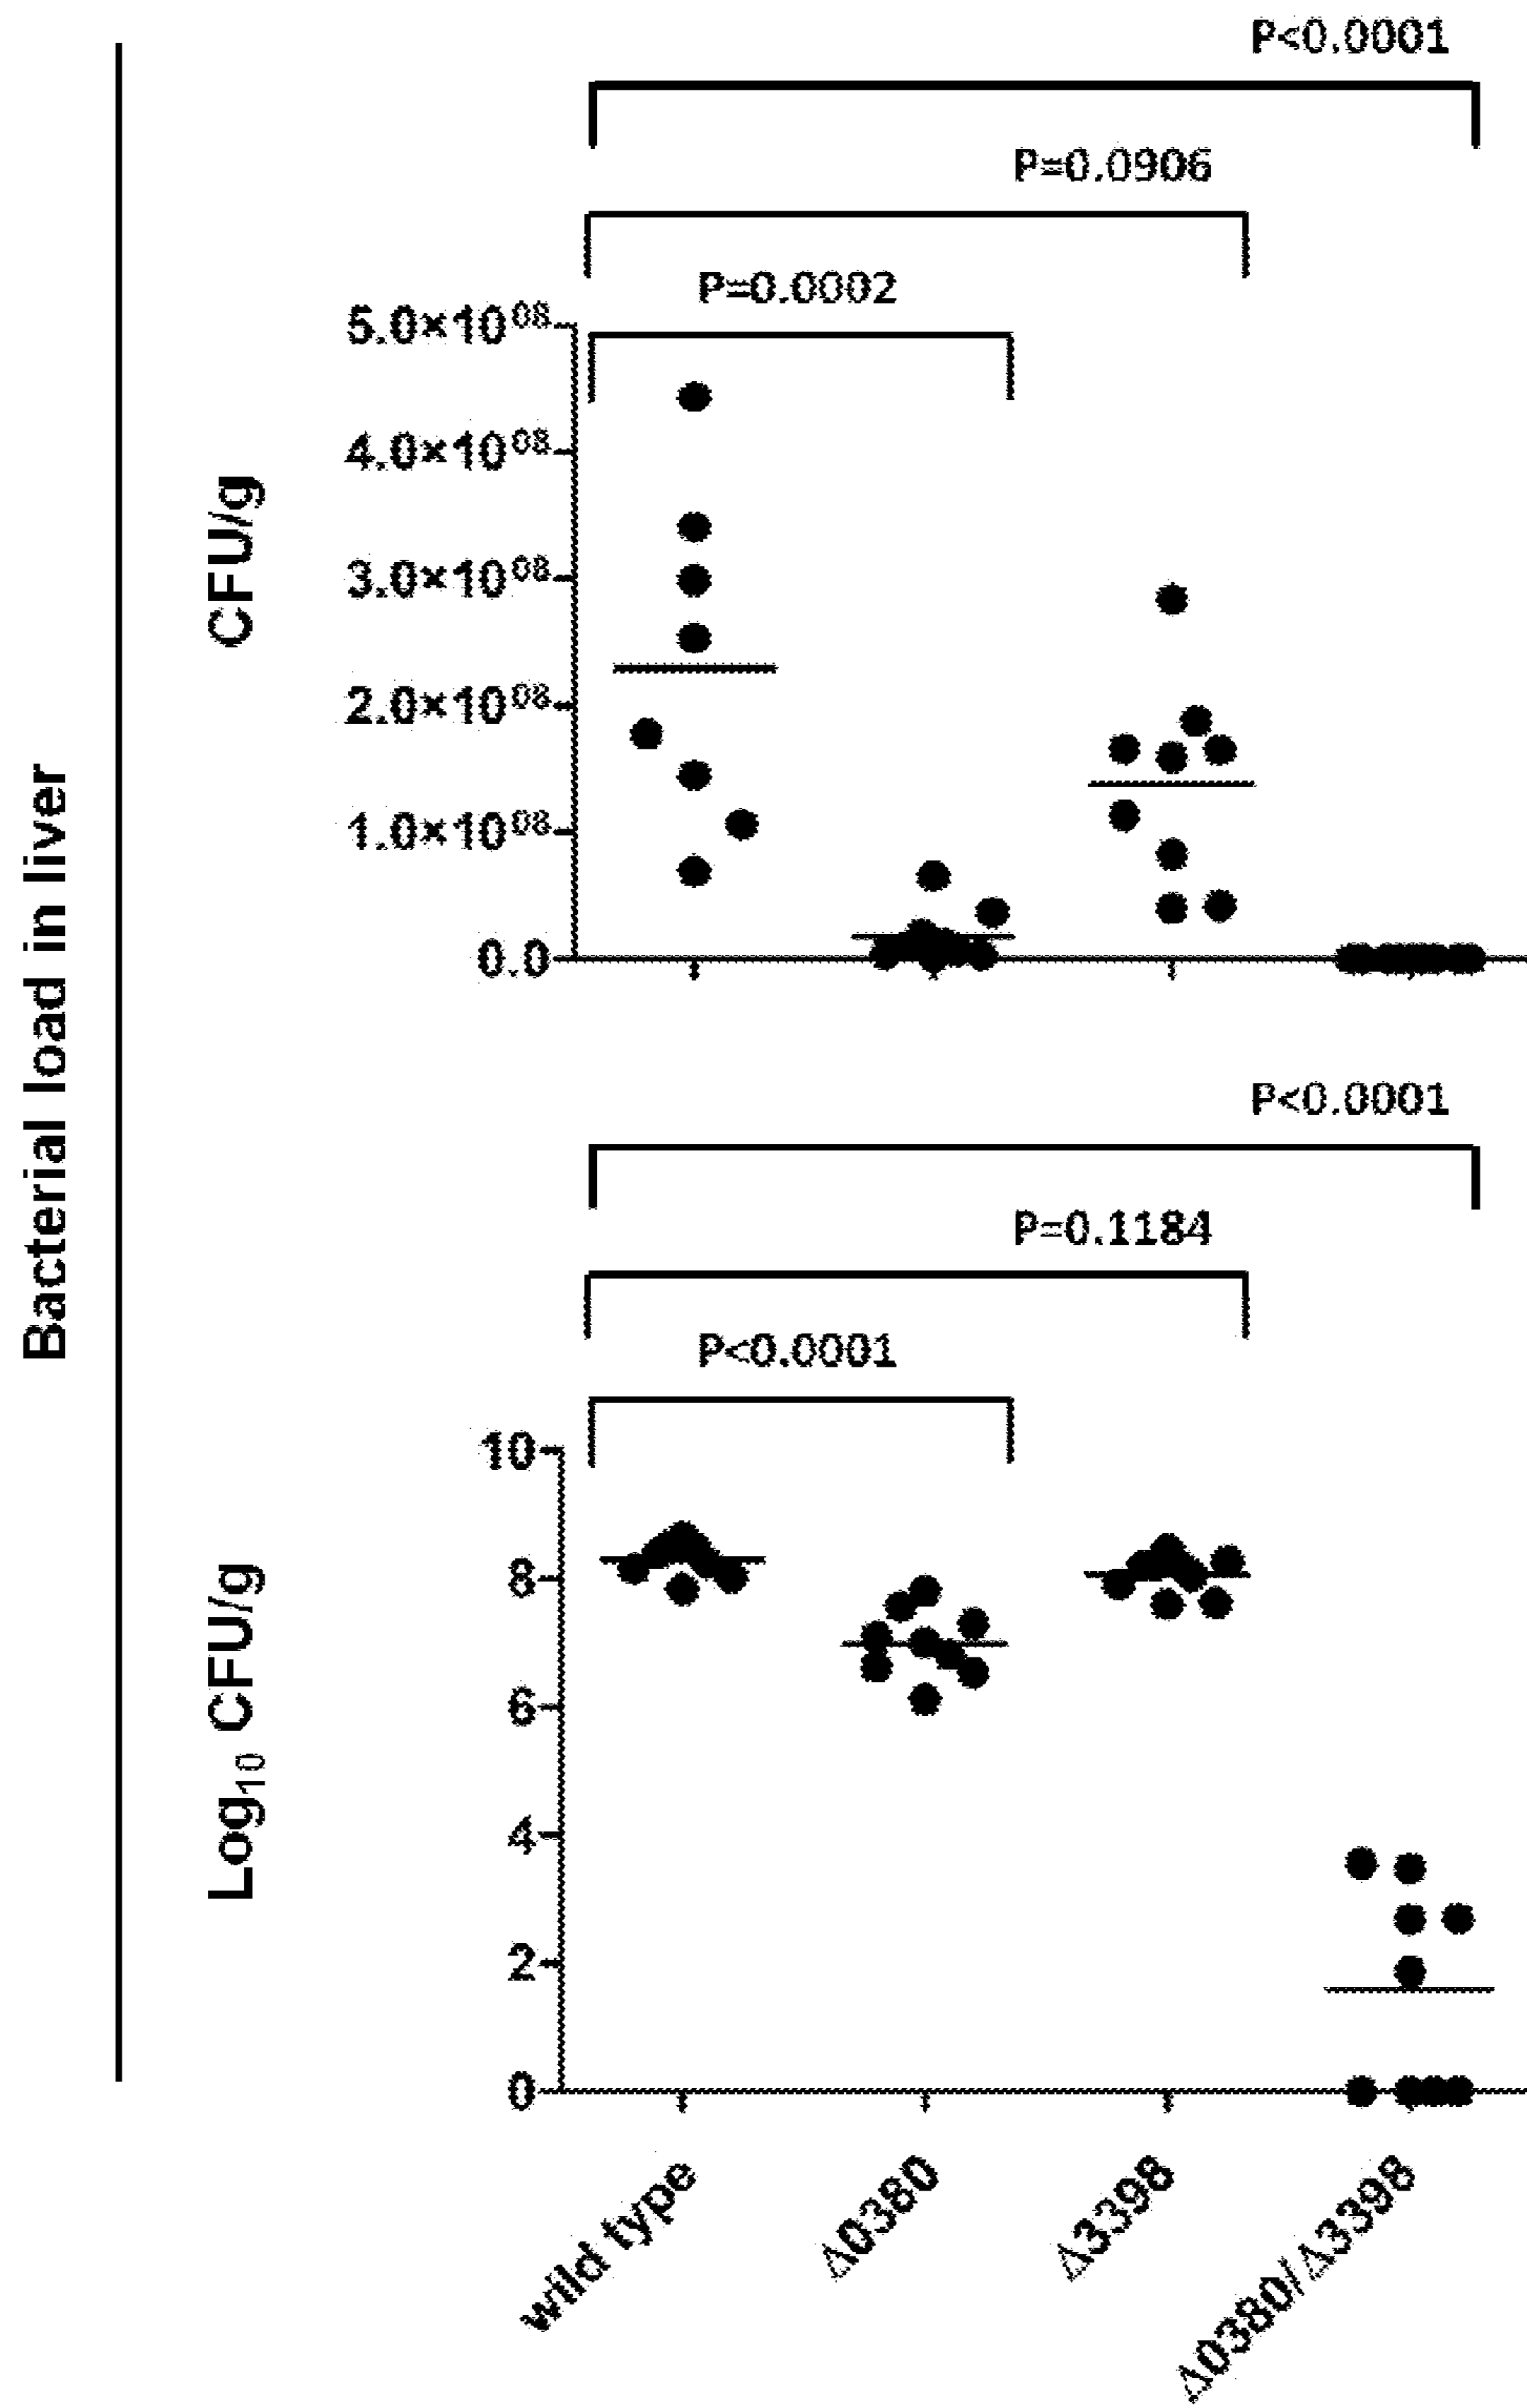 Bacterial load in liver
CFU/g
P<0.0001
P=0.0906
P=0.0002
5.0×10⁰⁸
4.0×10⁰⁸
3.0×10⁰⁸
2.0×10⁰⁸
1.0×10⁰⁸
0.0
Log₁₀ CFU/g
P<0.0001
P=0.1184
P<0.0001
10
8
6
4
2
0
wild type
Δ0380
Δ3398
Δ0380/Δ3398